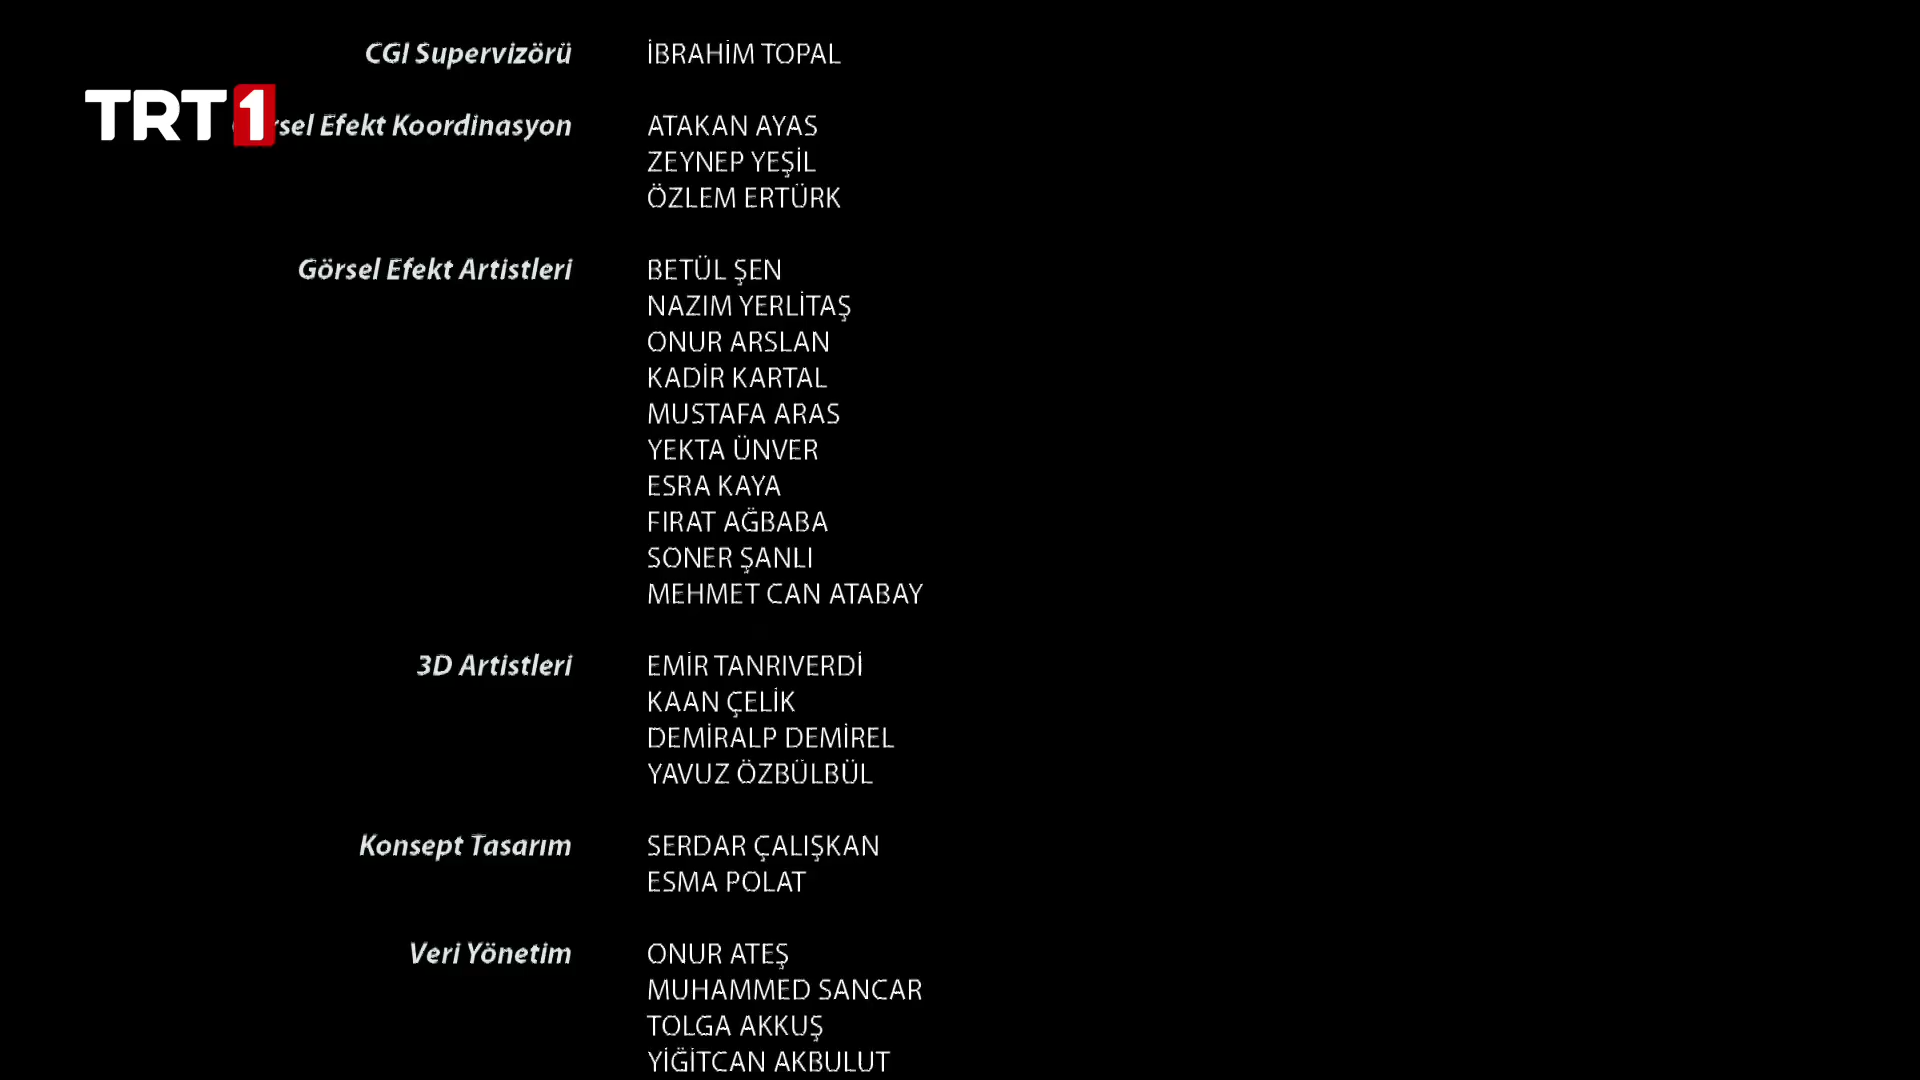 CGI Supervizörü İBRAHİM TOPAL
TRT 1
Efekt Koordinasyon ATAKAN AYAS
ZEYNEP YEŞİL
ÖZLEM ERTÜRK
Görsel Efekt Artistleri BETÜL ŞEN
NAZIM YERLİTAŞ
ONUR ARSLAN
KADİR KARTAL
MUSTAFA ARAS
YEKTA ÜNVER
ESRA KAYA
FIRAT AĞBABA
SONER ŞANLI
MEHMET CAN ATABAY
3D Artistleri EMİR TANRIVERDİ
KAAN ÇELİK
DEMİRALP DEMİREL
YAVUZ ÖZBÜLBÜL
Konsept Tasarım SERDAR ÇALIŞKAN
ESMA POLAT
Veri Yönetim ONUR ATEŞ
MUHAMMED SANCAR
TOLGA AKKUŞ
YİĞİTCAN AKBULUT